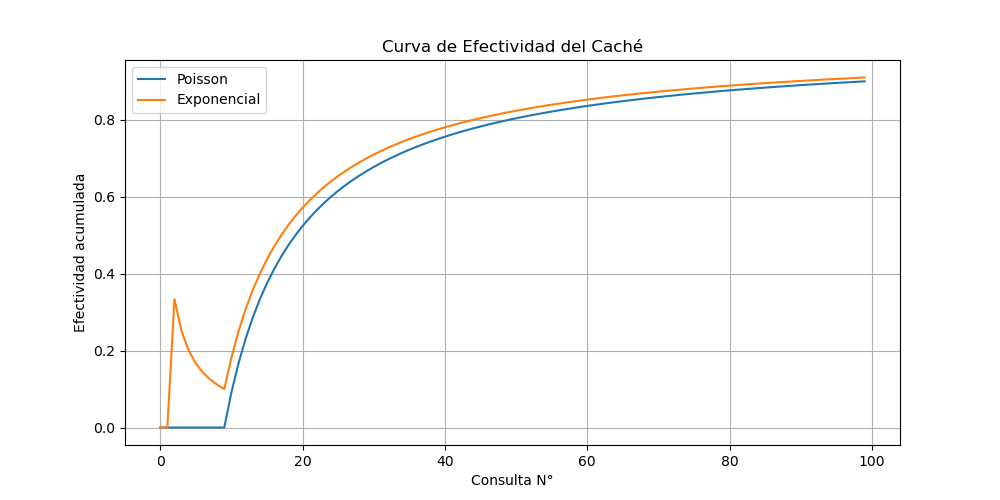 Curva de Efectividad del Caché
Poisson
Exponencial
Efectividad acumulada
0.8
0.6
0.4
0.2
0.0
0 20 40 60 80 100
Consulta N°